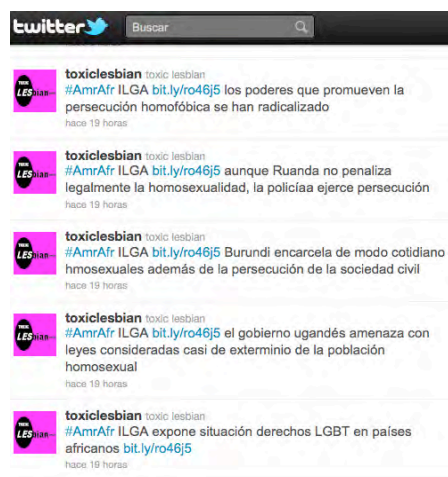 twitter Buscar
toxiclesbian toxic lesbian
#AmrAfr ILGA bit.ly/ro46j5 los poderes que promueven la
persecución homofóbica se han radicalizado
hace 19 horas
toxiclesbian toxic lesbian
#AmrAfr ILGA bit.ly/ro46j5 aunque Ruanda no penaliza
legalmente la homosexualidad, la policíaa ejerce persecución
hace 19 horas
toxiclesbian toxic lesbian
#AmrAfr ILGA bit.ly/ro46j5 Burundi encarcela de modo cotidiano
hmosexuales además de la persecución de la sociedad civil
hace 19 horas
toxiclesbian toxic lesbian
#AmrAfr ILGA bit.ly/ro46j5 el gobierno ugandés amenaza con
leyes consideradas casi de exterminio de la población
homosexual
hace 19 horas
toxiclesbian toxic lesbian
#AmrAfr ILGA expone situación derechos LGBT en países
africanos bit.ly/ro46j5
hace 19 horas